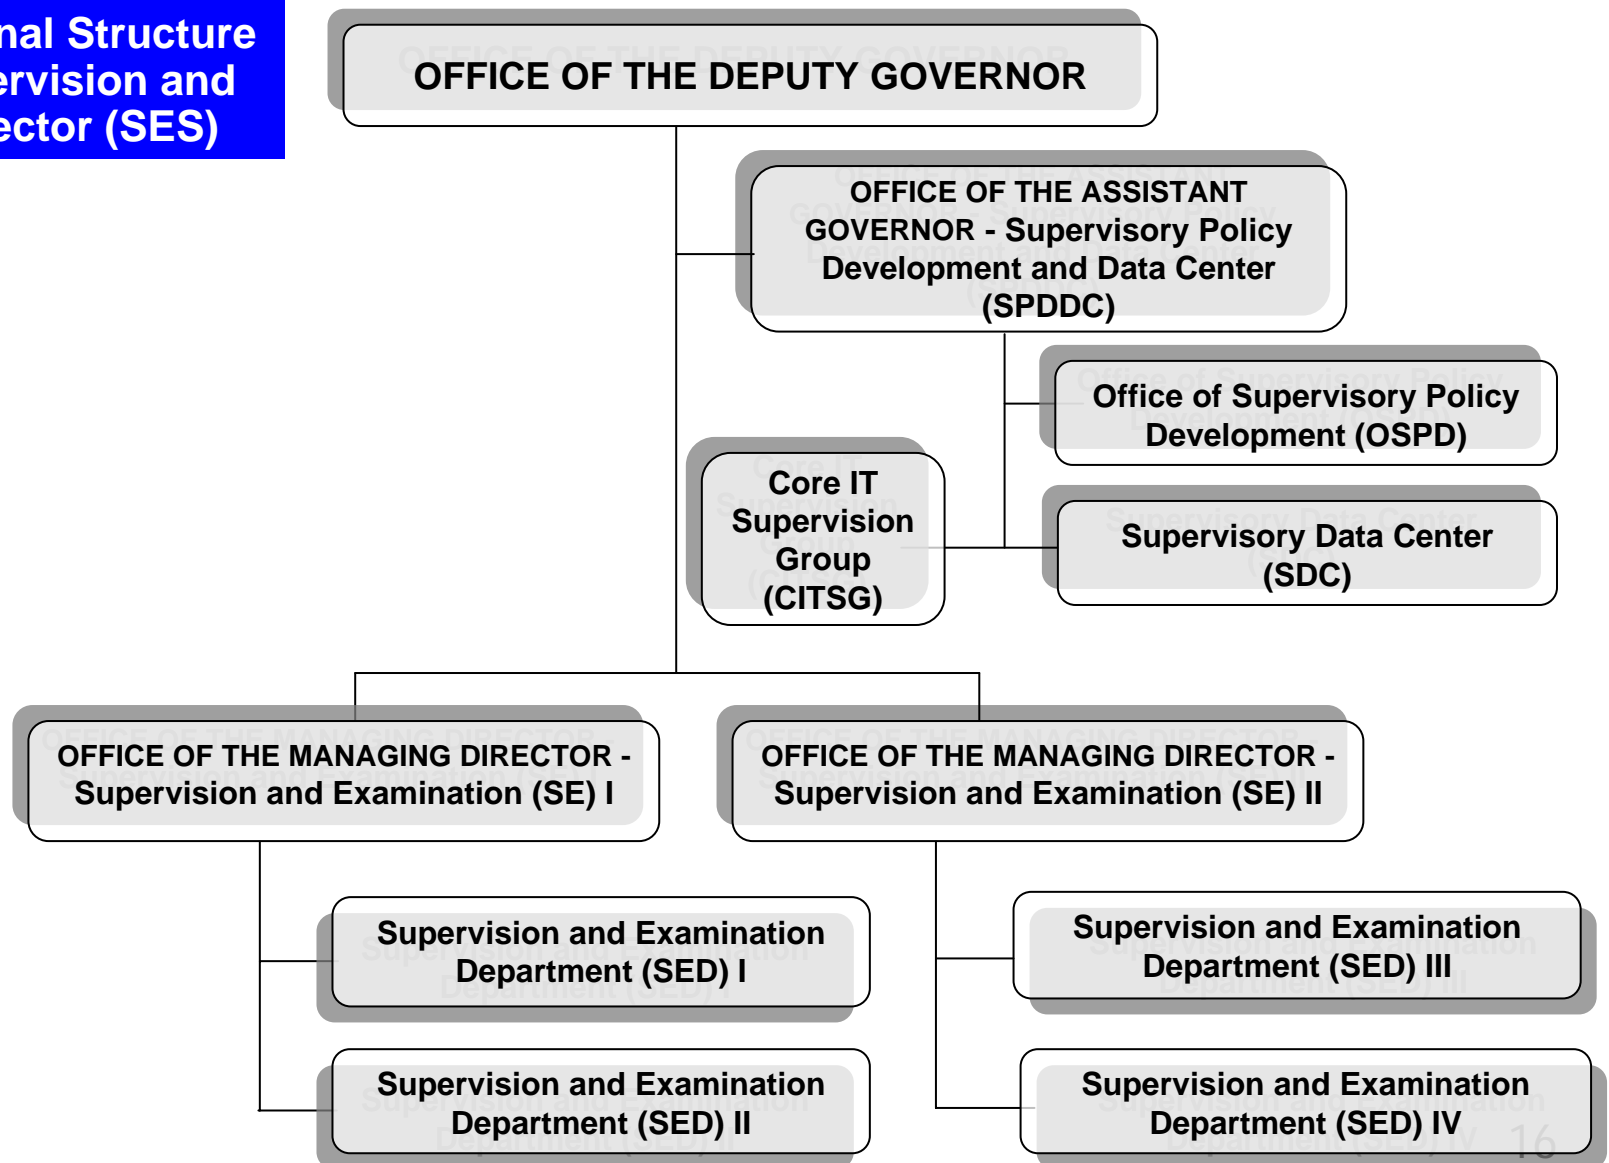 nal Structure
ervision and
ector (SES)
OFFICE OF THE DEPUTY GOVERNOR
OFFICE OF THE ASSISTANT
GOVERNOR - Supervisory Policy
Development and Data Center
(SPDDC)
Office of Supervisory Policy
Development (OSPD)
Core IT
Supervision
Group
(CITSG)
Supervisory Data Center
(SDC)
OFFICE OF THE MANAGING DIRECTOR -
Supervision and Examination (SE) I
OFFICE OF THE MANAGING DIRECTOR -
Supervision and Examination (SE) II
Supervision and Examination
Department (SED) I
Supervision and Examination
Department (SED) III
Supervision and Examination
Department (SED) II
Supervision and Examination
Department (SED) IV
16